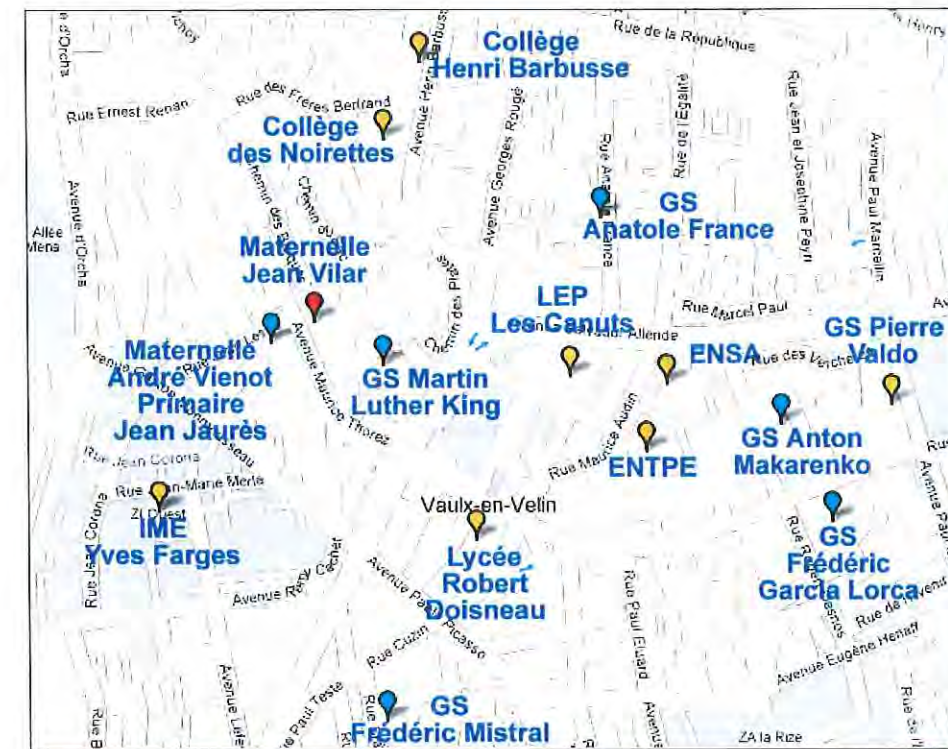 Rue de la République
Collège
Henri Barbusse
Avenue Henri Barbusse
Rue Ernest Renan
Rue des Frères Bertrand
Collège
des Noirettes
Avenue Georges Rougé
Rue de l'Egalité
Avenue Paul Marcellin
GS
Anatole France
Avenue d'Orcha
Allée
Maternelle
Jean Vilar
LEP
Les Canuts
Rue Marcel Paul
Allende
ENSA
GS Pierre
Valdo
Chemin des Plates
Maternelle
André Vienot
Primaire
Jean Jaurès
Avenue Maurice Thorez
GS Martin
Luther King
Rue Maurice Audin
ENTPE
GS Anton
Makarenko
Rue Jean Corona
IME
Yves Farges
Rue Jean Corona
Vaulx-en-Velin
Lycée
Robert
Doisneau
GS
Frédéric
Garcia Lorca
Avenue Pablo Picasso
Rue Cuzin
Rue Paul Eluard
Avenue Eugène Henaff
Paul Teste
GS
Frédéric Mistral
ZA la Rize